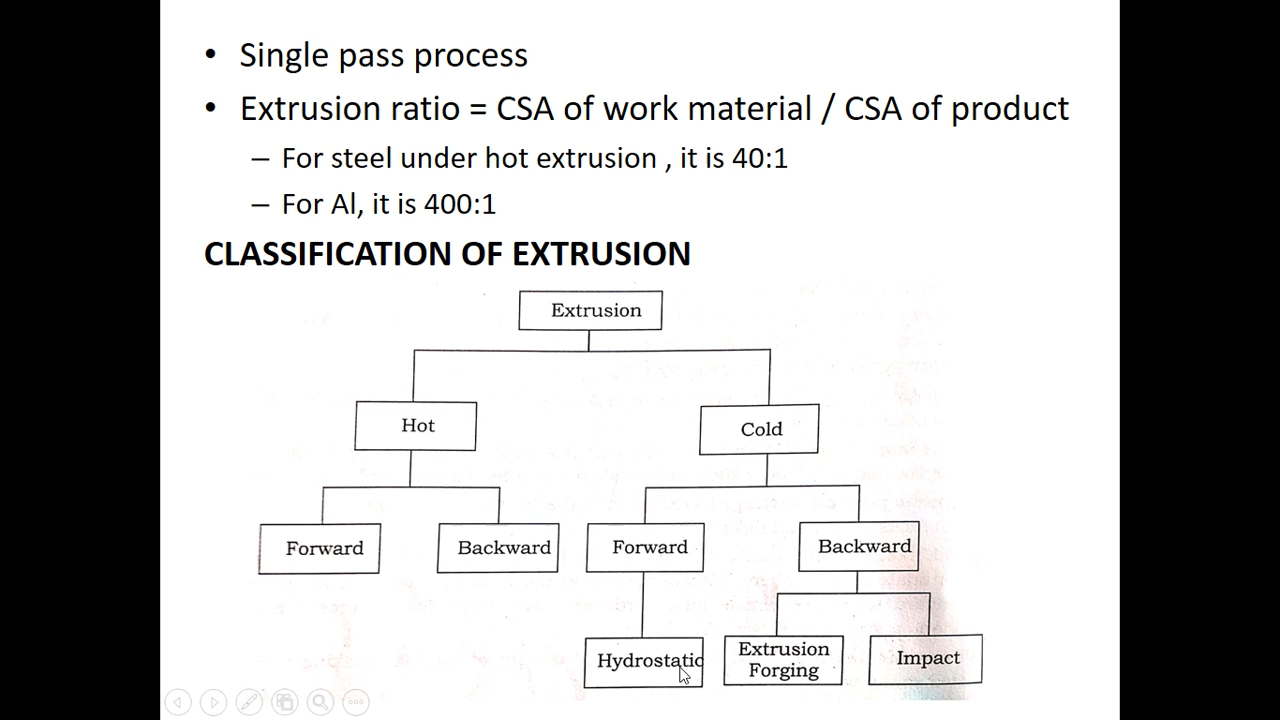 • Single pass process
• Extrusion ratio = CSA of work material / CSA of product
– For steel under hot extrusion , it is 40:1
– For Al, it is 400:1
CLASSIFICATION OF EXTRUSION
Extrusion
Hot
Cold
Forward
Backward
Forward
Backward
Hydrostatic
Extrusion
Forging
Impact